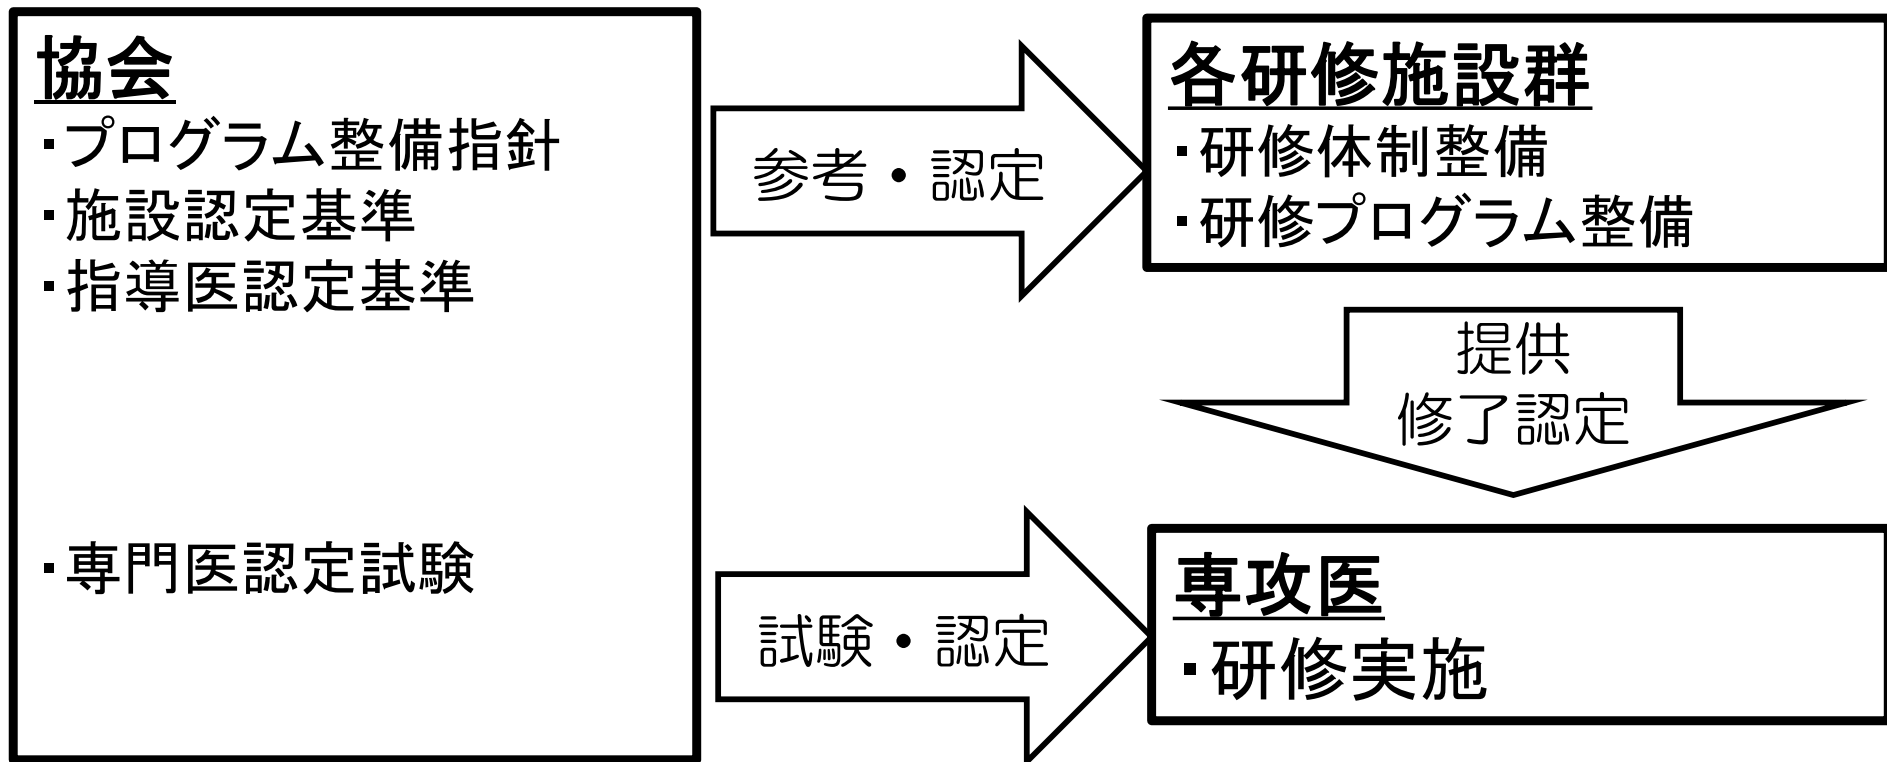 協会
・プログラム整備指針
・施設認定基準
・指導医認定基準
・専門医認定試験
参考・認定
各研修施設群
・研修体制整備
・研修プログラム整備
提供
修了認定
試験・認定
専攻医
・研修実施